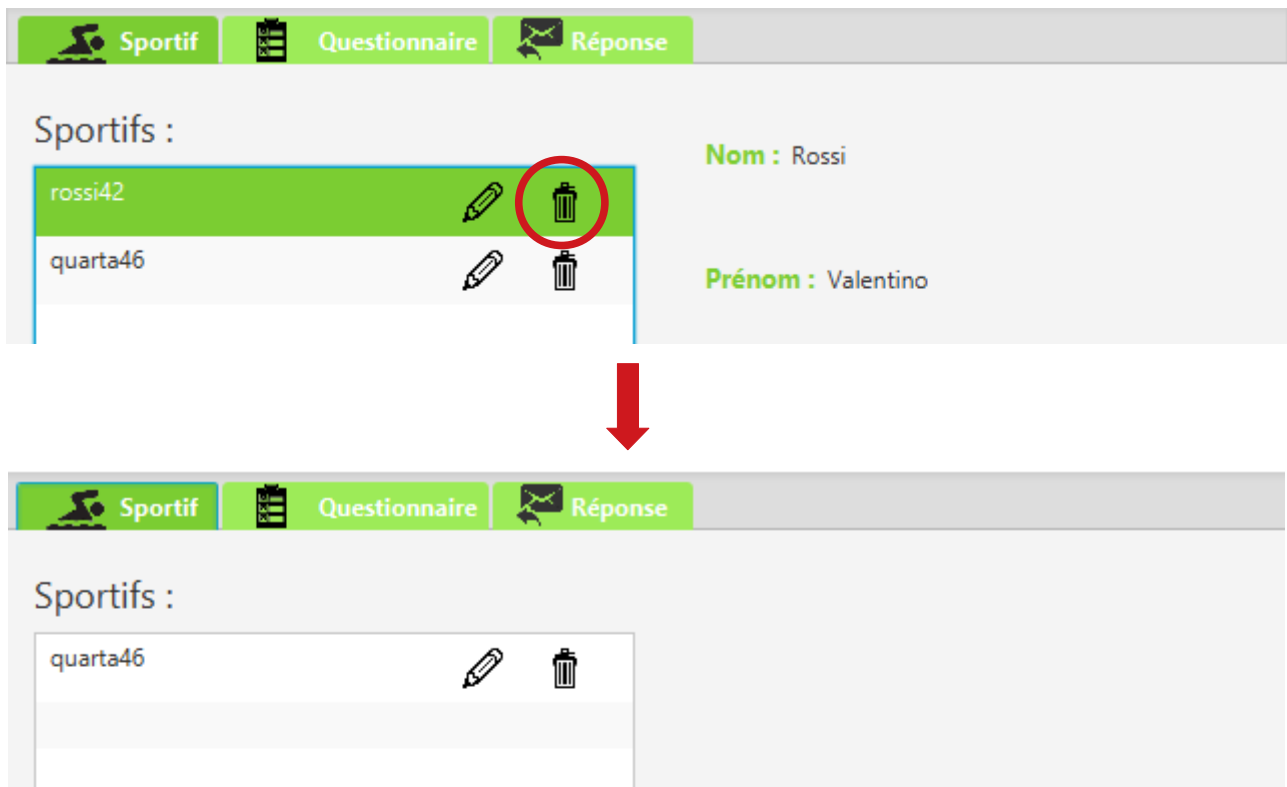 Sportif Questionnaire Réponse
Sportifs :
Nom : Rossi
rossi42
quarta46
Prénom : Valentino
Sportif Questionnaire Réponse
Sportifs :
quarta46